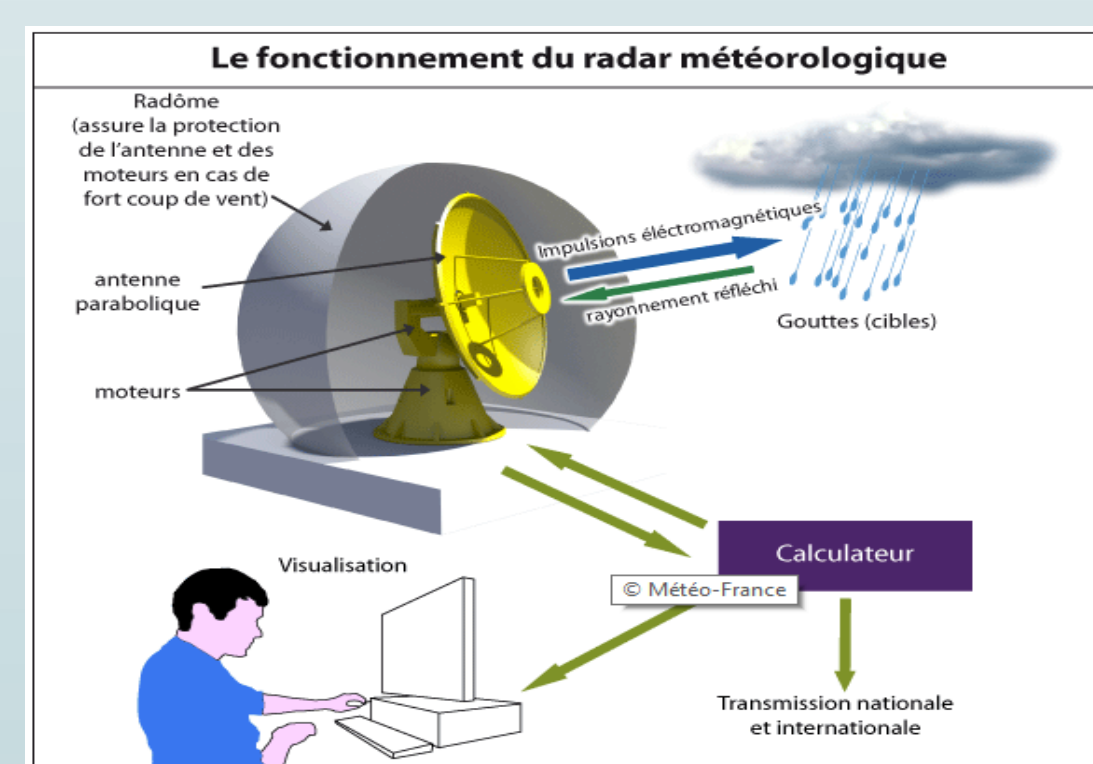 Le fonctionnement du radar météorologique
Radôme
(assure la protection
de l'antenne et des
moteurs en cas de
fort coup de vent)
Impulsions éléctromagnétiques
antenne
parabolique
rayonnement réfléchi
Gouttes (cibles)
moteurs
Calculateur
Visualisation
© Météo-France
Transmission nationale
et internationale